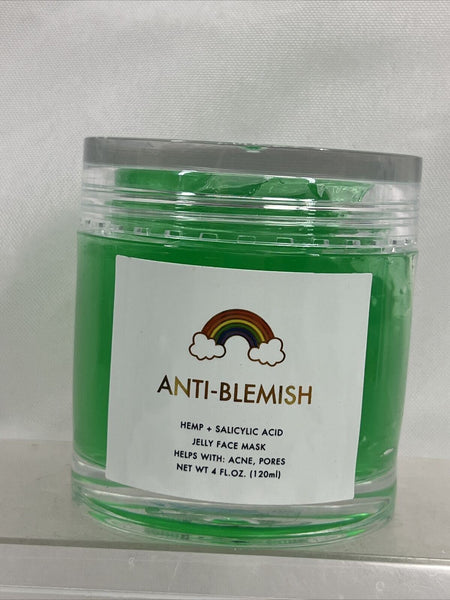 ANTI-BLEMISH
HEMP + SALICYLIC ACID
JELLY FACE MASK
HELPS WITH: ACNE, PORES
NET WT 4 FL.OZ. (120ml)